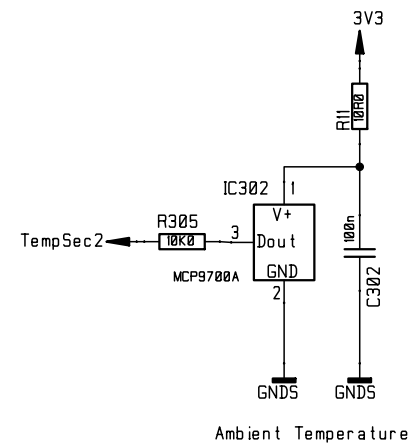 3V3
R11
10R0
IC302
1
V+
R305
10K0
TempSec2
3
Dout
100n
C302
GND
MCP9700A
2
GNDS
GNDS
Ambient Temperature